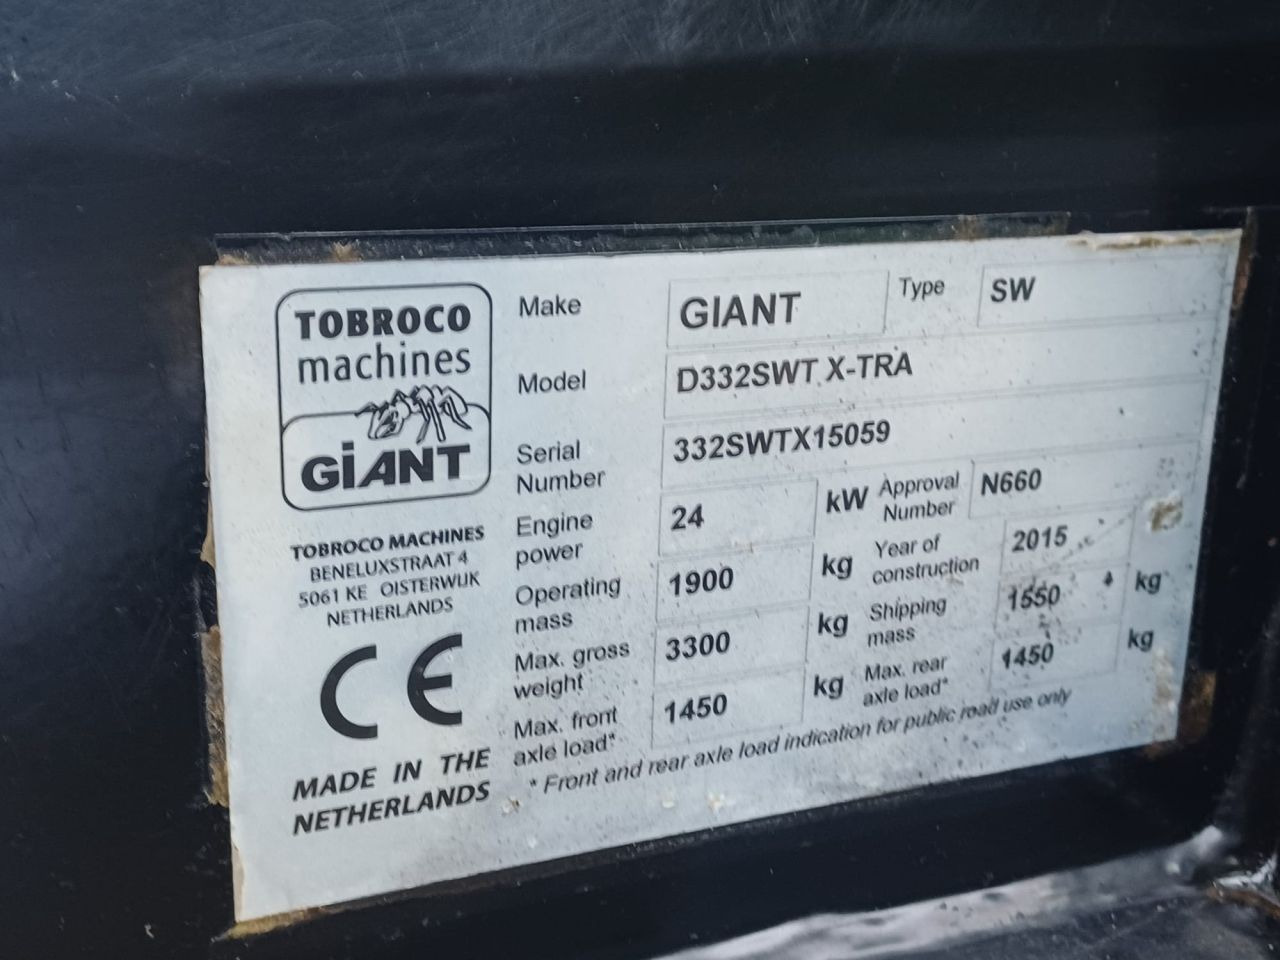 TOBROCO
machines
GiANT
TOBROCO MACHINES
BENELUXSTRAAT 4
5061 KE OISTERWIJK
NETHERLANDS
CE
MADE IN THE
NETHERLANDS
Make GIANT Type SW
Model D332SWT X-TRA
Serial Number 332SWTX15059
Engine power 24 kW Approval Number N660
Operating mass 1900 kg Year of construction 2015
Max. gross weight 3300 kg Shipping mass 1550 kg
Max. front axle load* 1450 kg Max. rear axle load* 1450 kg
* Front and rear axle load indication for public road use only